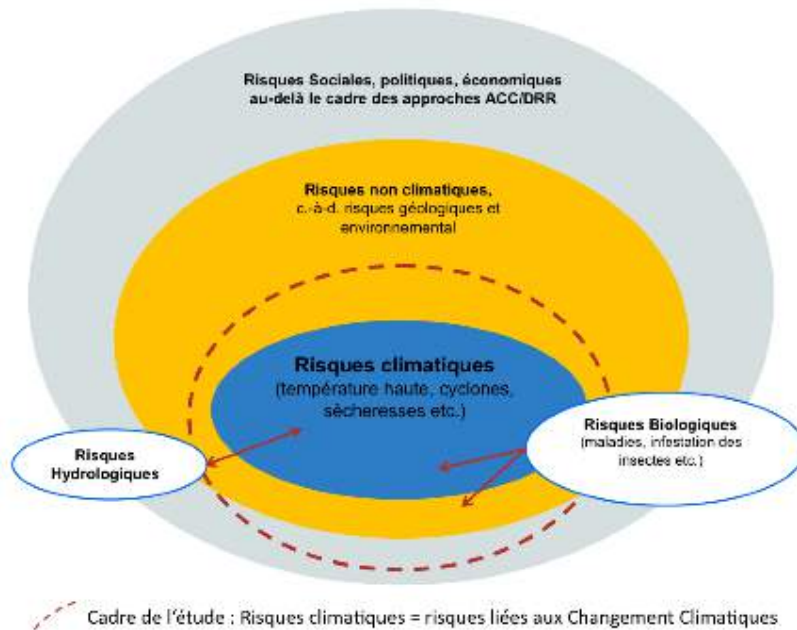 Risques Sociales, politiques, économiques
au-delà le cadre des approches ACC/DRR
Risques non climatiques,
c.-à-d. risques géologiques et
environnemental
Risques climatiques
(température haute, cyclones,
sècheresses etc.)
Risques
Hydrologiques
Risques Biologiques
(maladies, infestation des
insectes etc.)
Cadre de l'étude : Risques climatiques = risques liées aux Changement Climatiques